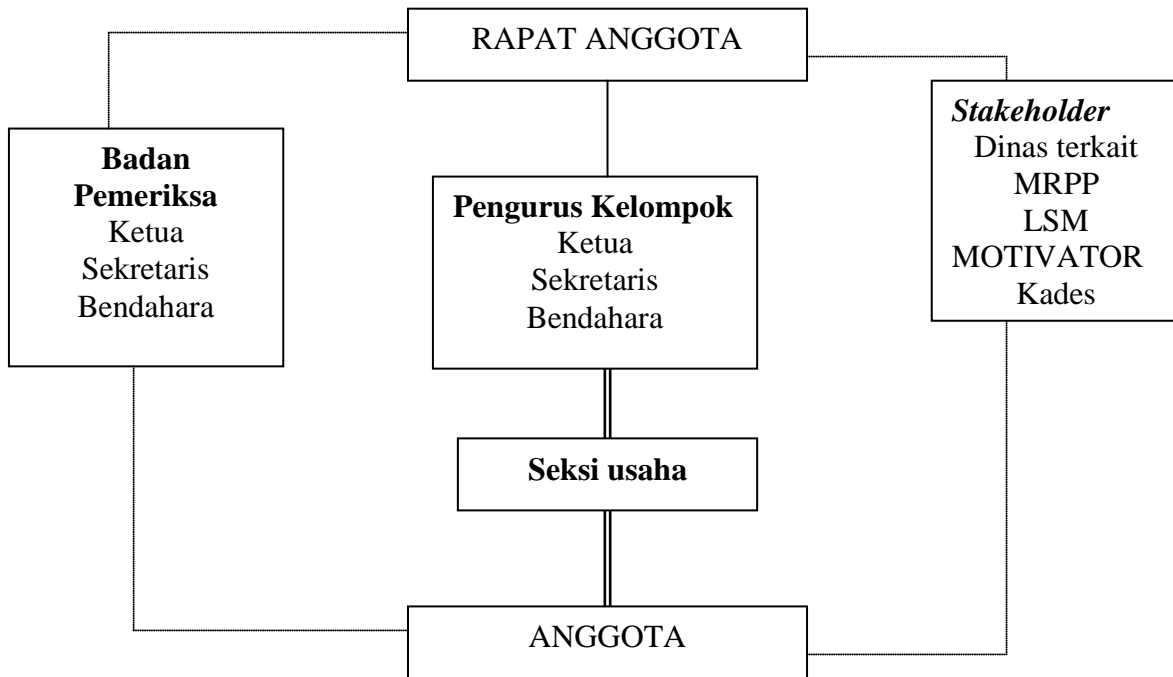 RAPAT ANGGOTA
Badan
Pemeriksa
Ketua
Sekretaris
Bendahara
Pengurus Kelompok
Ketua
Sekretaris
Bendahara
Stakeholder
Dinas terkait
MRPP
LSM
MOTIVATOR
Kades
Seksi usaha
ANGGOTA